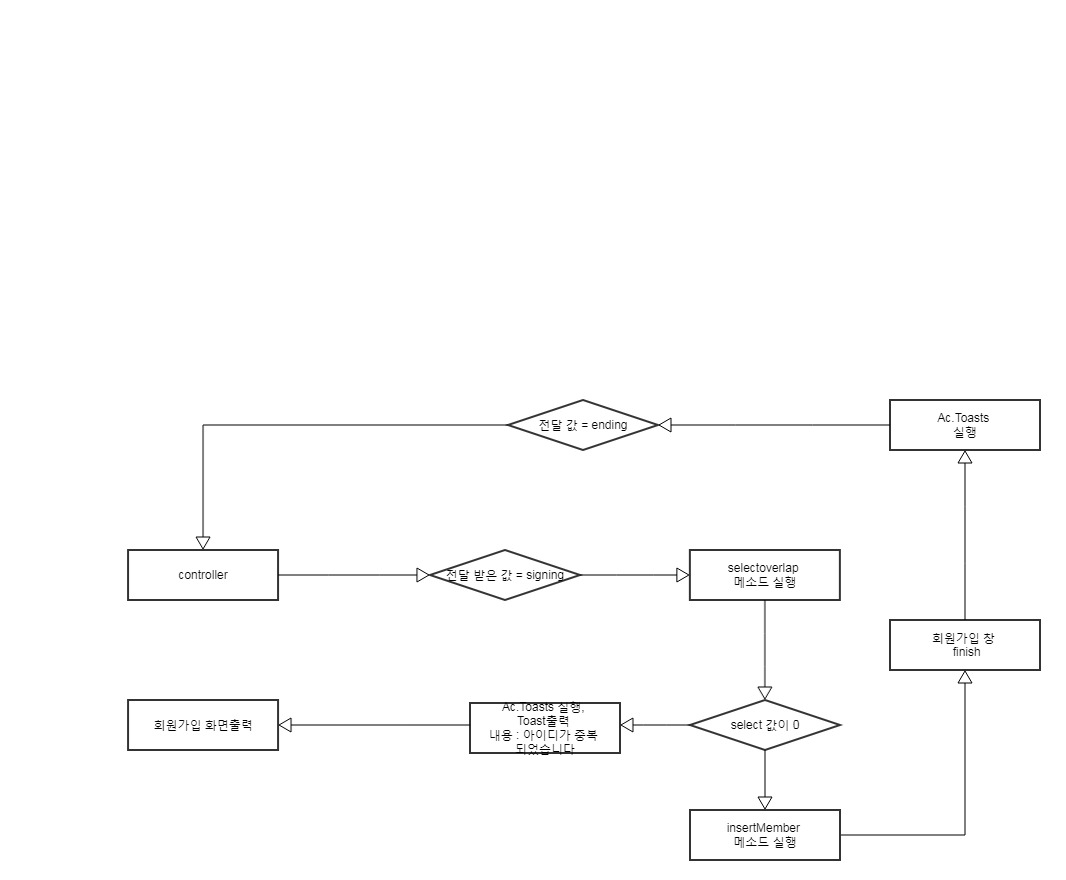 전달 값 = ending
Ac.Toasts
실행
controller
전달 받은 값 = signing
selectoverlap
메소드 실행
회원가입 창
finish
회원가입 화면출력
Ac.Toasts 실행,
Toast출력
내용 : 아이디가 중복
되었습니다
select 값이 0
insertMember
메소드 실행